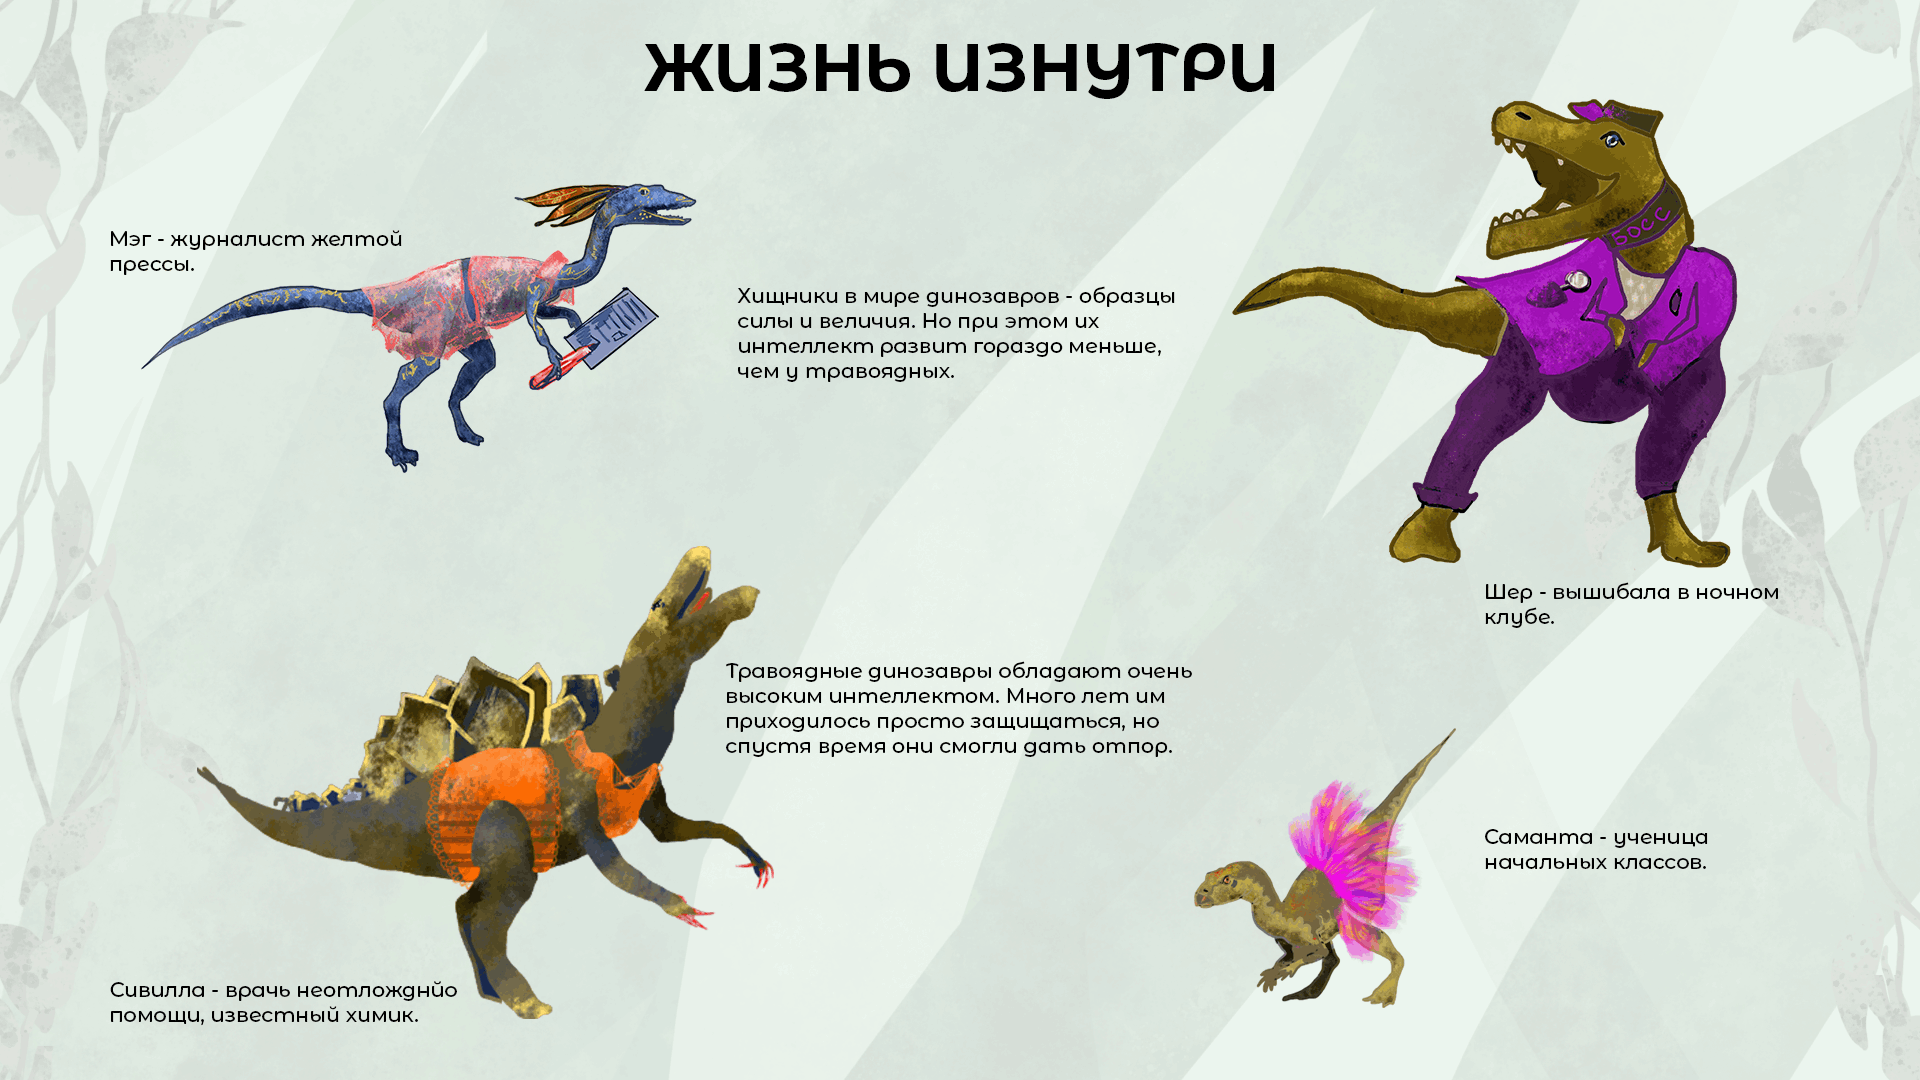 ЖИЗНЬ ИЗНУТРИ
Мэг - журналист желтой
прессы.
Хищники в мире динозавров - образцы
силы и величия. Но при этом их
интеллект развит гораздо меньше,
чем у травоядных.
БОСС
Шер - вышибала в ночном
клубе.
Травоядные динозавры обладают очень
высоким интеллектом. Много лет им
приходилось просто защищаться, но
спустя время они смогли дать отпор.
Саманта - ученица
начальных классов.
Сивилла - врачь неотложднйо
помощи, известный химик.